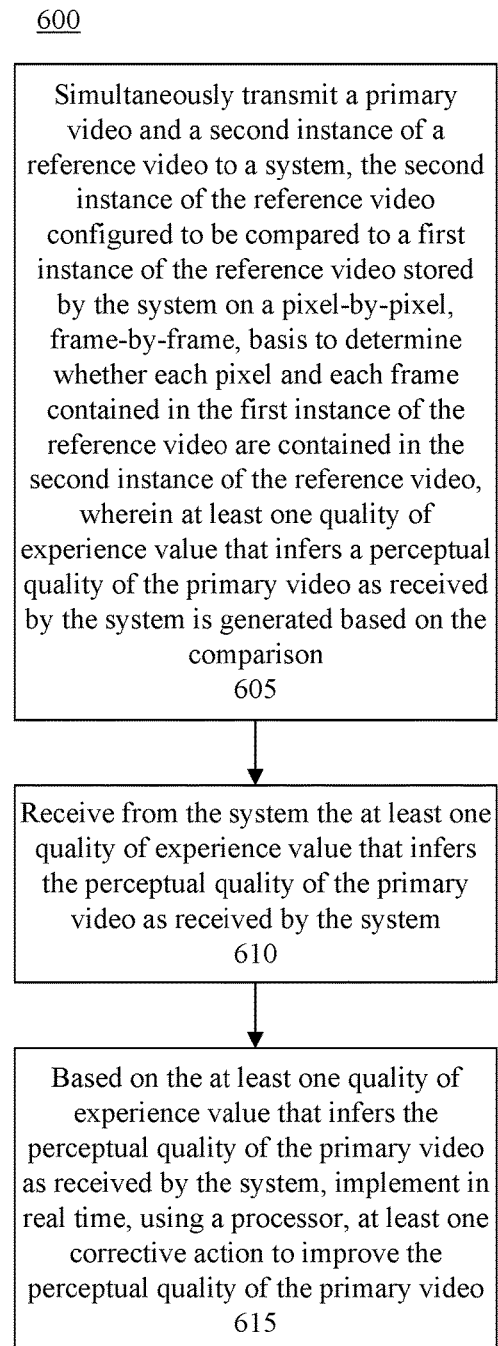 600
Simultaneously transmit a primary
video and a second instance of a
reference video to a system, the second
instance of the reference video
configured to be compared to a first
instance of the reference video stored
by the system on a pixel-by-pixel,
frame-by-frame, basis to determine
whether each pixel and each frame
contained in the first instance of the
reference video are contained in the
second instance of the reference video,
wherein at least one quality of
experience value that infers a perceptual
quality of the primary video as received
by the system is generated based on the
comparison
605
Receive from the system the at least one
quality of experience value that infers
the perceptual quality of the primary
video as received by the system
610
Based on the at least one quality of
experience value that infers the
perceptual quality of the primary video
as received by the system, implement in
real time, using a processor, at least one
corrective action to improve the
perceptual quality of the primary video
615